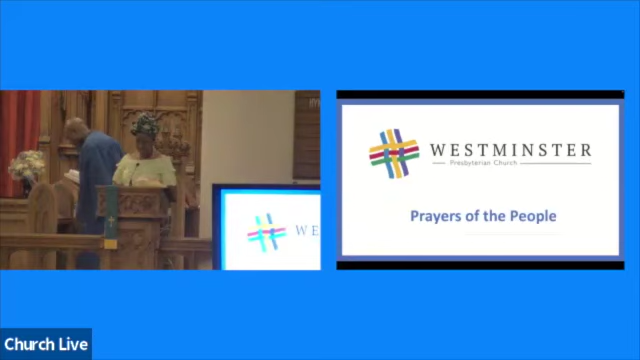 WESTMINSTER
Presbyterian Church
Prayers of the People
W E
Church Live